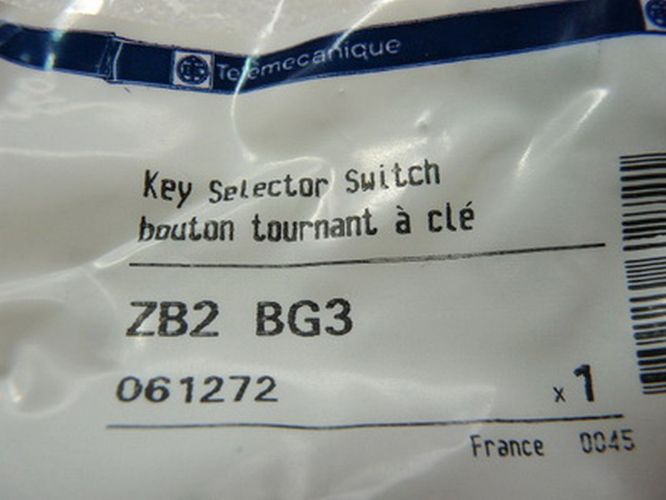 Telemecanique
Key Selector Switch
bouton tournant à clé
ZB2 BG3
061272
x 1
France 0045